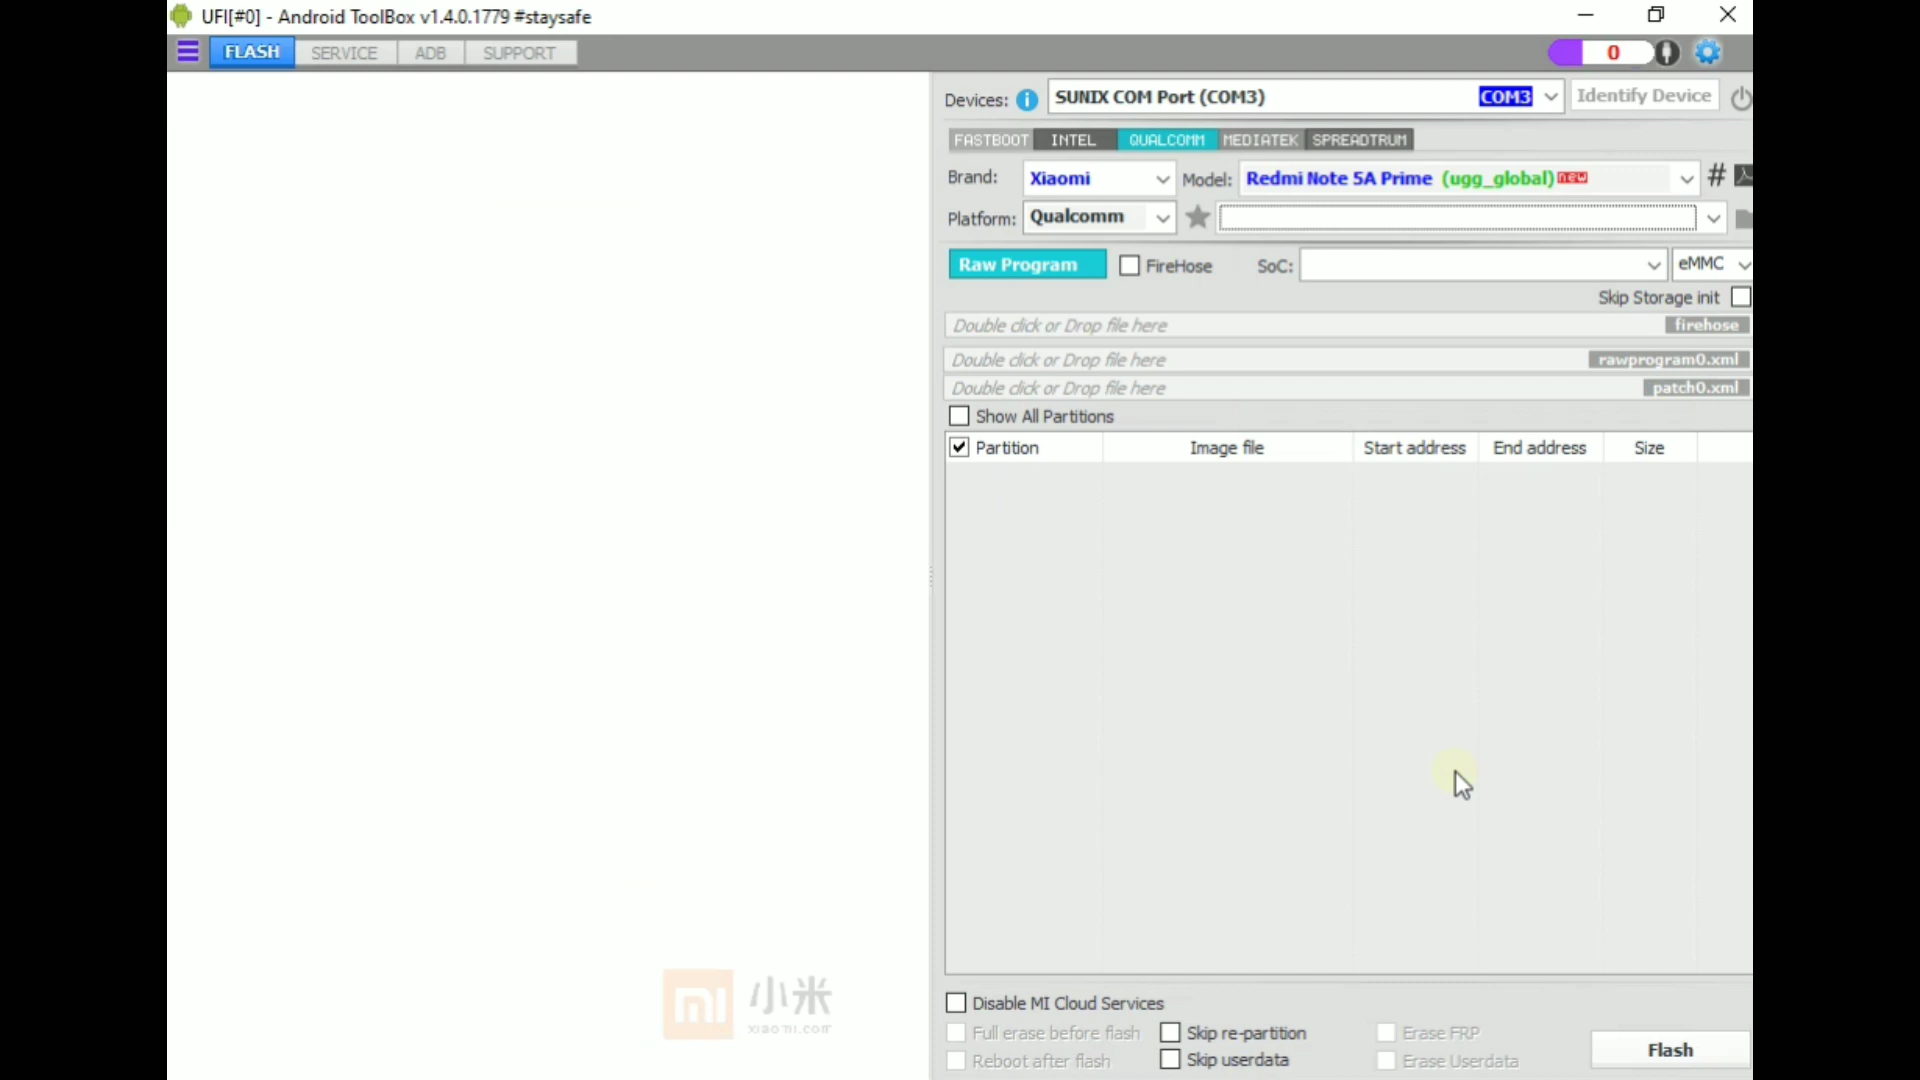 UFI[#0] - Android ToolBox v1.4.0.1779 #staysafe
FLASH SERVICE ADB SUPPORT 0
Devices: i SUNIX COM Port (COM3) COM3 Identify Device
FASTBOOT INTEL QUALCOMM MEDIATEK SPREADTRUM
Brand: Xiaomi Model: Redmi Note 5A Prime (ugg_global) new #
Platform: Qualcomm
Raw Program FireHose SoC: eMMC
Skip Storage init
Double click or Drop file here firehose
Double click or Drop file here rawprogram0.xml
Double click or Drop file here patch0.xml
Show All Partitions
Partition Image file Start address End address Size
小米
xiaomi.com
Disable MI Cloud Services
Full erase before flash Skip re-partition Erase FRP
Reboot after flash Skip userdata Erase Userdata
Flash